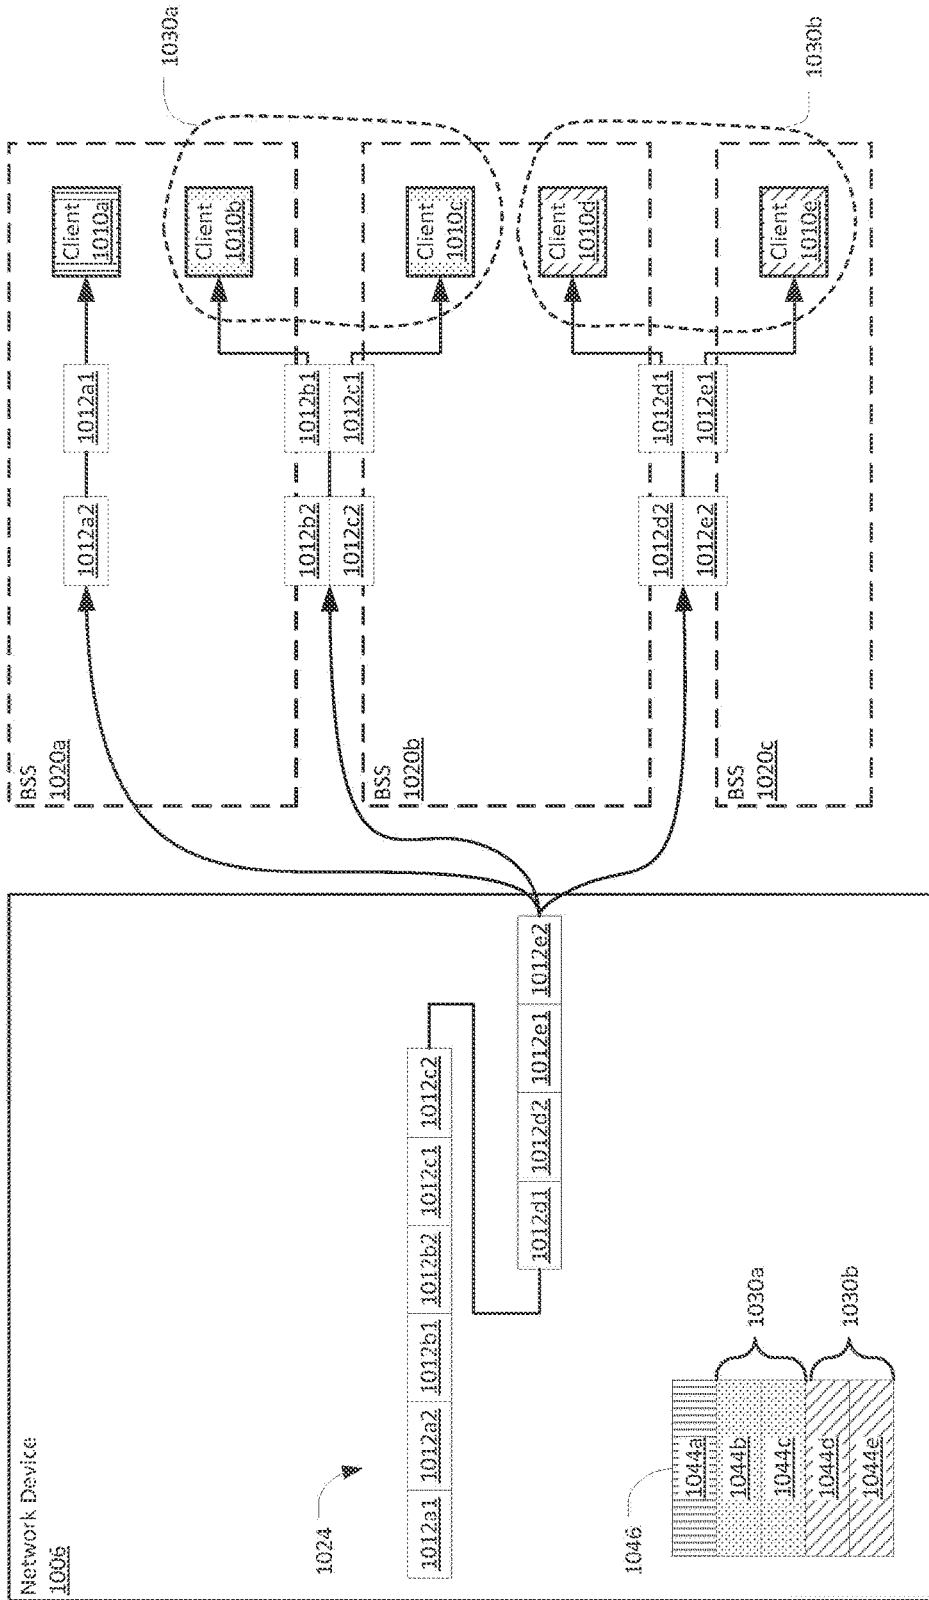 Network Device
1006
1024
1012a1 1012a2 1012b1 1012b2 1012c1 1012c2
1012d1 1012d2 1012e1 1012e2
1046
1044a
1044b
1044c
1044d
1044e
1030a
1030b
BSS
1020a
1012a2 1012a1
Client
1010a
Client
1010b
1030a
1012b2 1012b1
1012c2 1012c1
BSS
1020b
Client
1010c
Client
1010d
1012d2 1012d1
1012e2 1012e1
BSS
1020c
Client
1010e
1030b